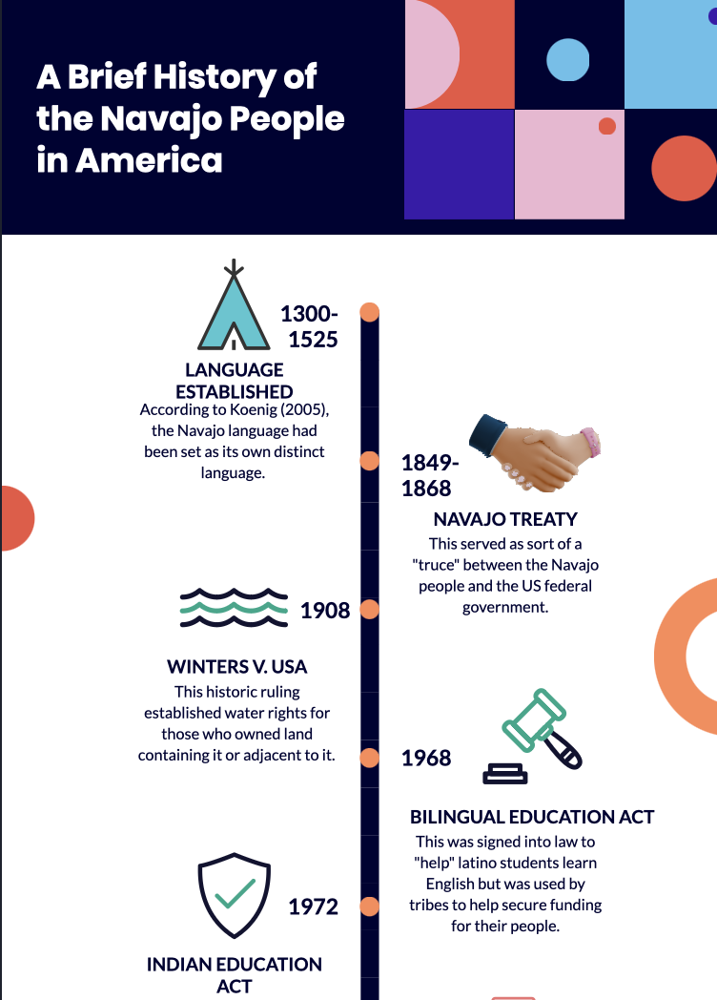 A Brief History of
the Navajo People
in America
1300-
1525
LANGUAGE
ESTABLISHED
According to Koenig (2005),
the Navajo language had
been set as its own distinct
language.
1849-
1868
NAVAJO TREATY
This served as sort of a
"truce" between the Navajo
people and the US federal
government.
1908
WINTERS V. USA
This historic ruling
established water rights for
those who owned land
containing it or adjacent to it.
1968
BILINGUAL EDUCATION ACT
This was signed into law to
"help" latino students learn
English but was used by
tribes to help secure funding
for their people.
1972
INDIAN EDUCATION
ACT